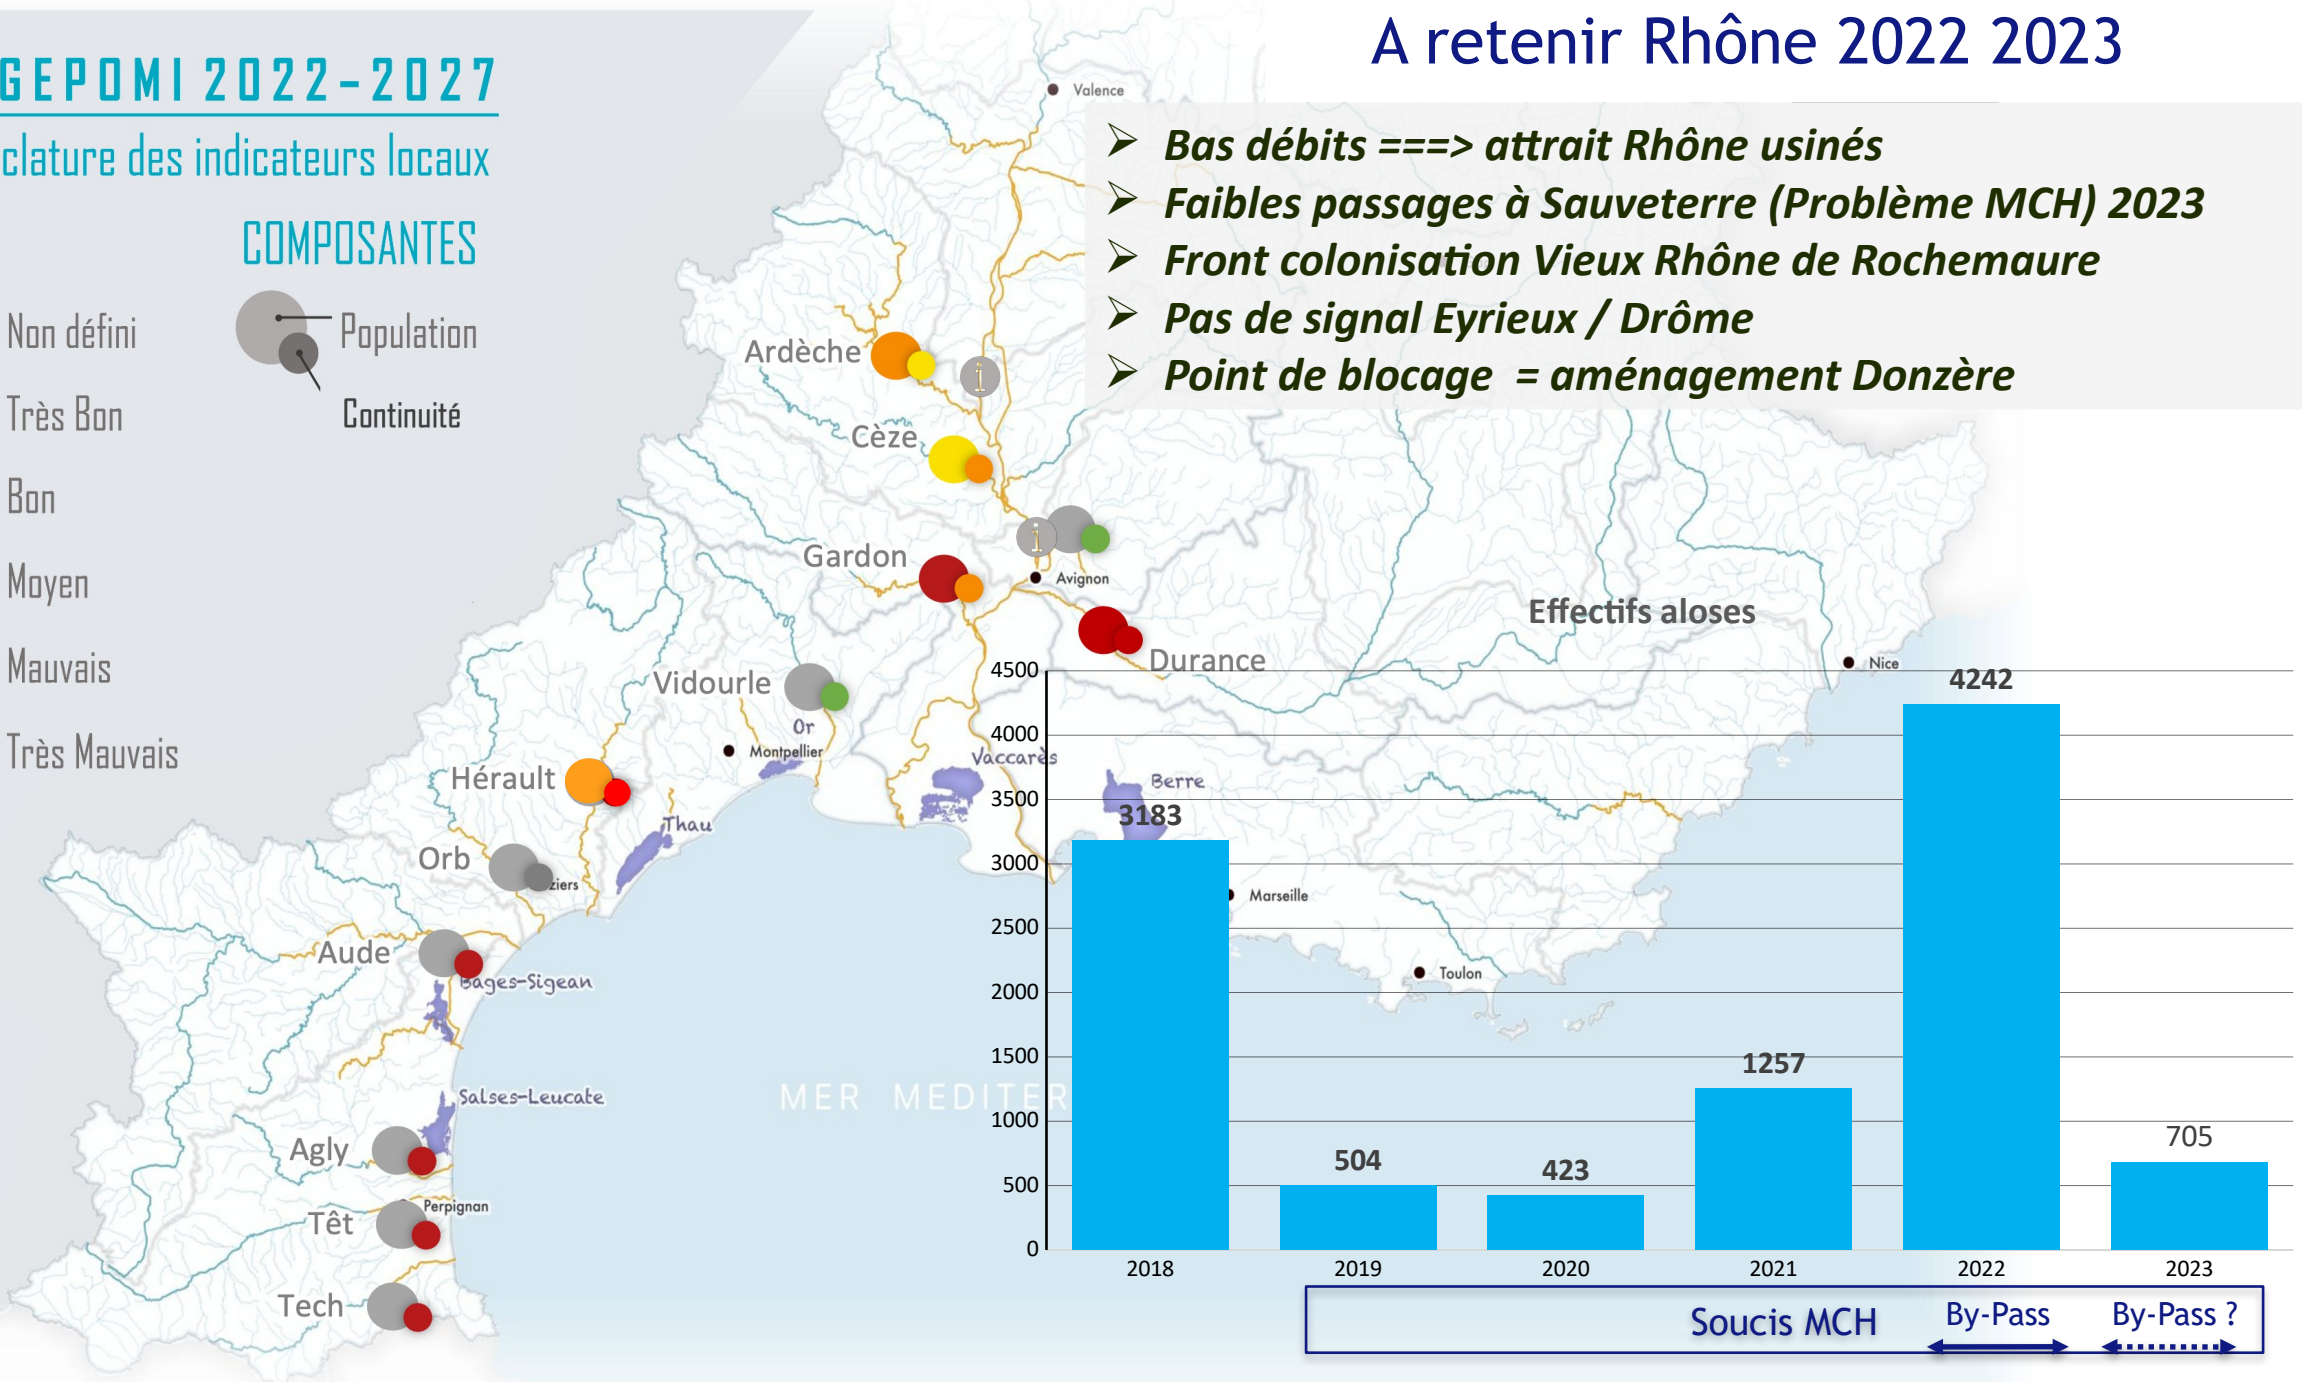 A retenir Rhône 2022 2023
GEPOMI 2022-2027
clature des indicateurs locaux
COMPOSANTES
Non défini
Population
Très Bon
Continuité
Bon
Moyen
Mauvais
Très Mauvais
➢ Bas débits ===> attrait Rhône usinés
➢ Faibles passages à Sauveterre (Problème MCH) 2023
➢ Front colonisation Vieux Rhône de Rochemaure
➢ Pas de signal Eyrieux / Drôme
➢ Point de blocage = aménagement Donzère
Valence
Ardèche
i
Cèze
i
Gardon
Avignon
Durance
Vidourle
Or
Montpellier
Vaccarès
Berre
Nice
Hérault
Thau
Orb
ziers
Marseille
Aude
Bages-Sigean
Toulon
Salses-Leucate
MER MEDITER
Agly
Perpignan
Têt
Tech
Effectifs aloses
4500
4000
3500
3000
2500
2000
1500
1000
500
0
3183
504
423
1257
4242
705
2018 2019 2020 2021 2022 2023
Soucis MCH By-Pass By-Pass ?